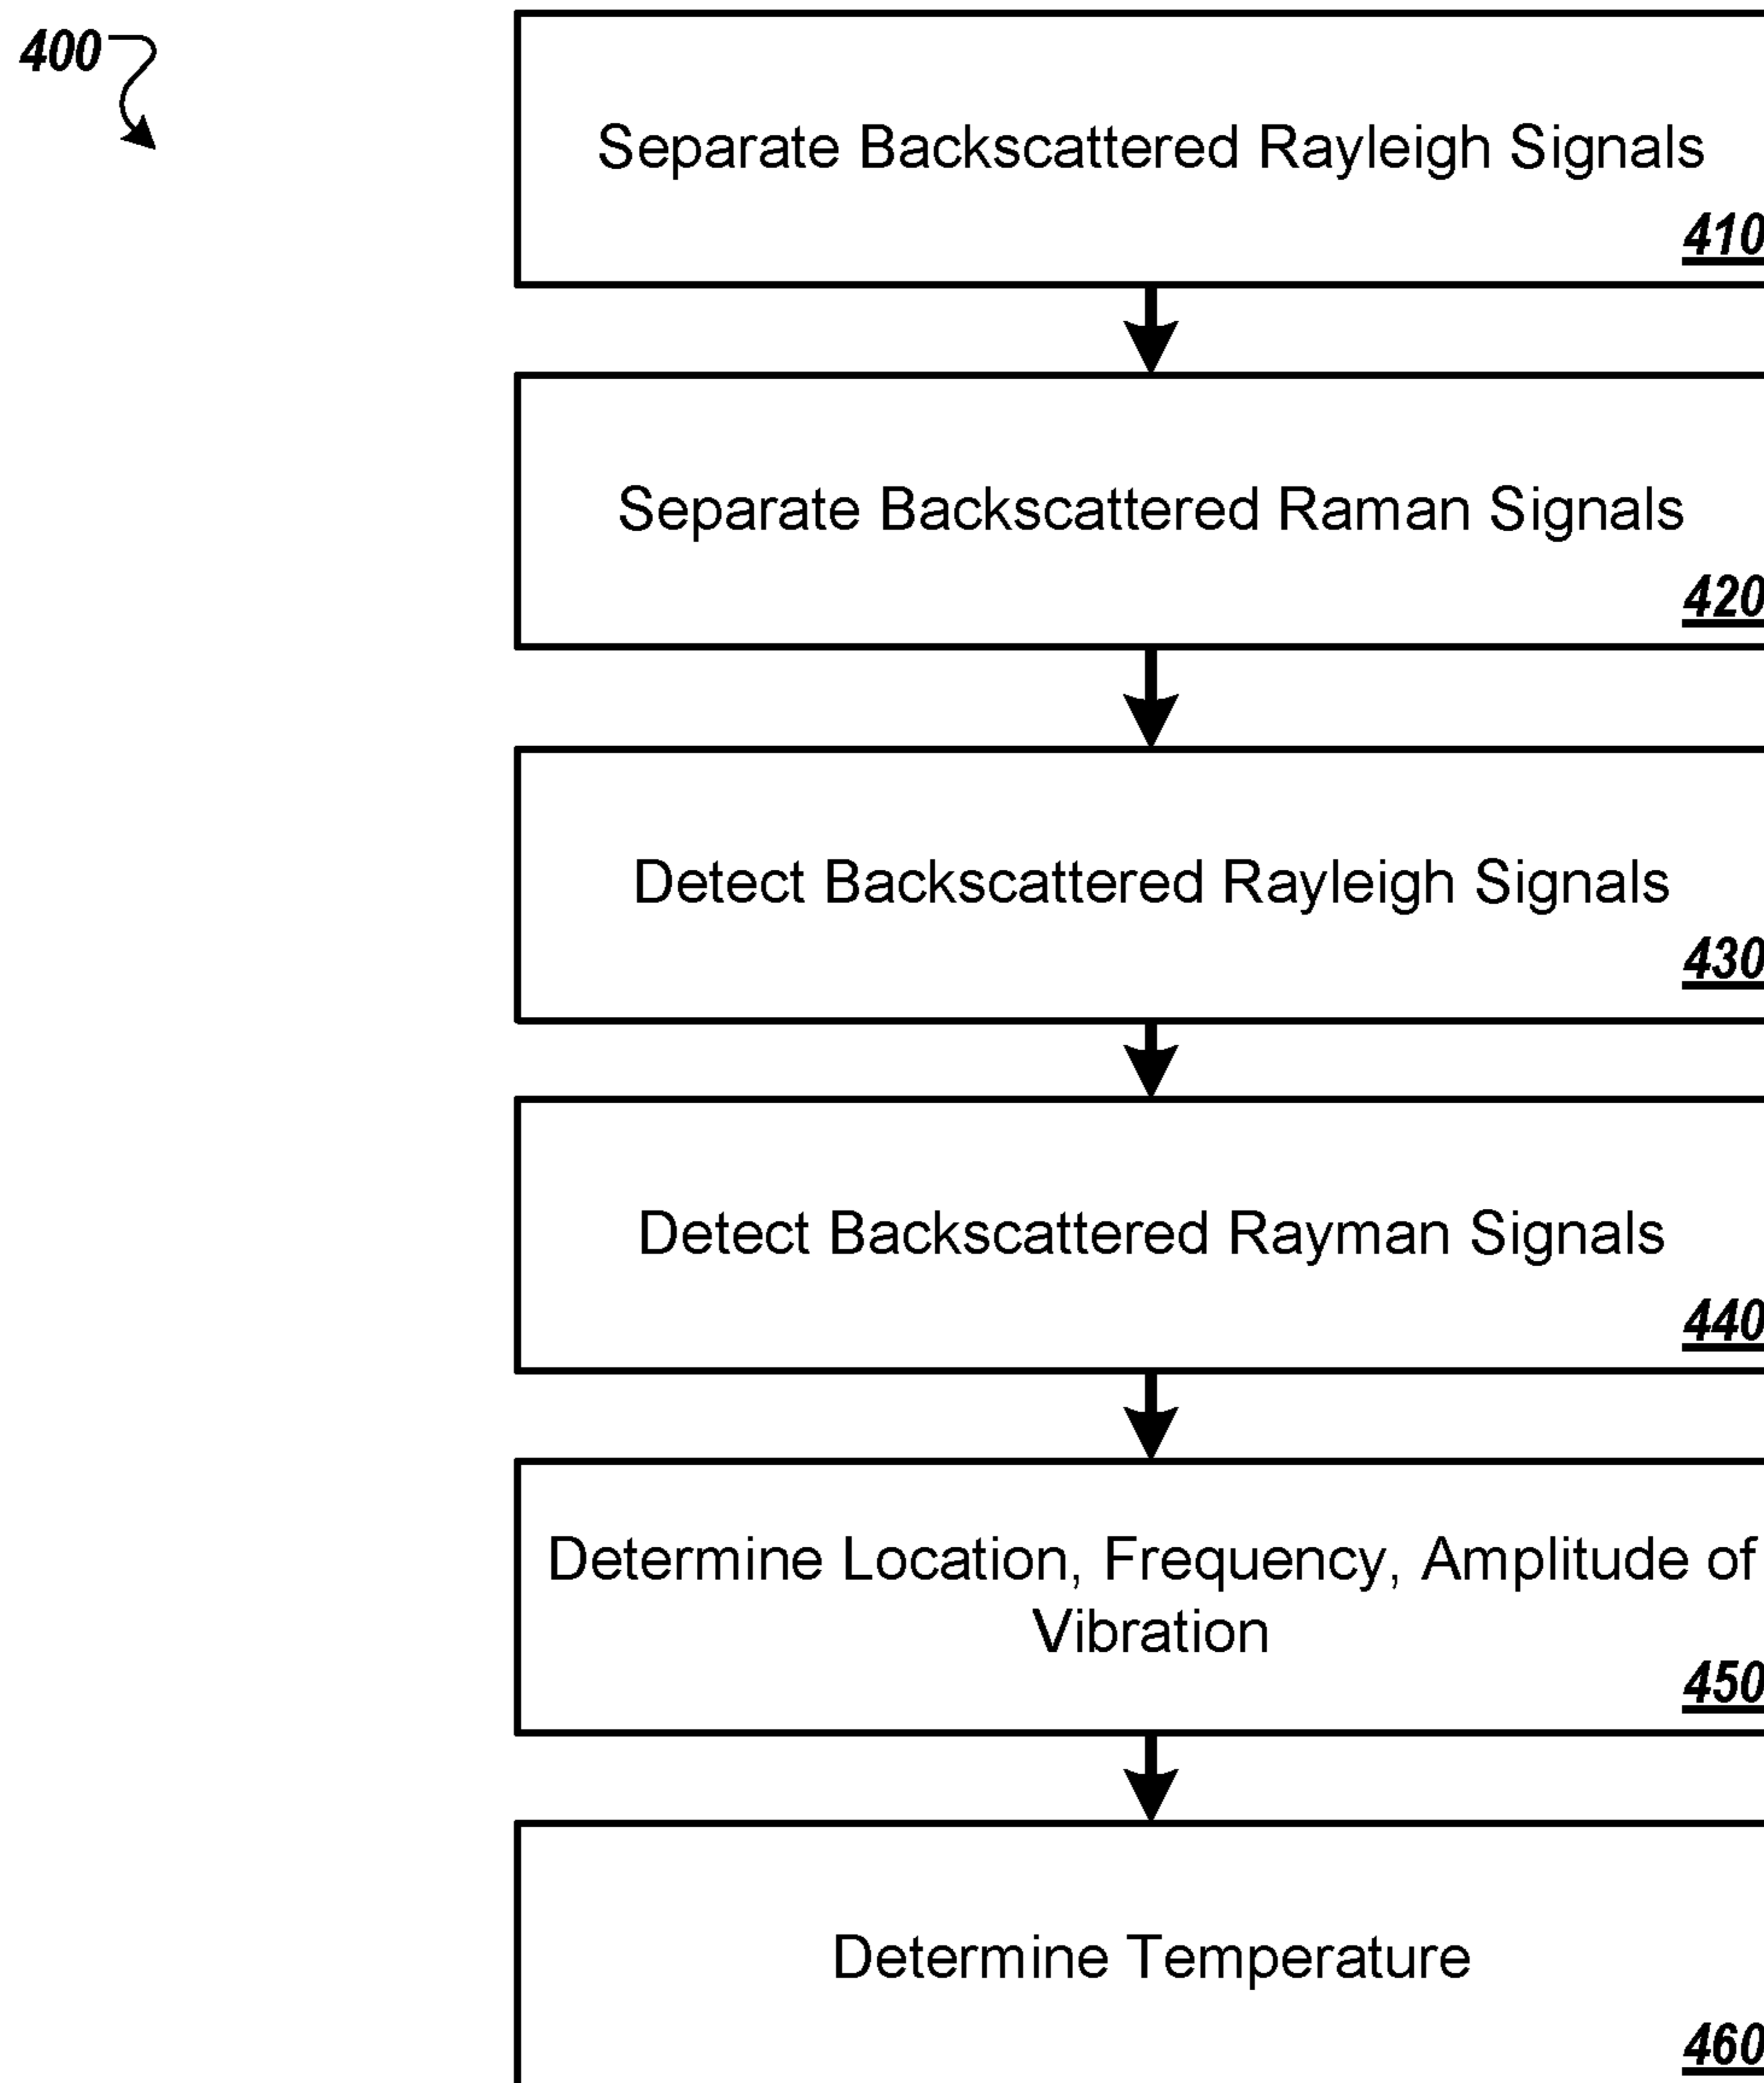 400
Separate Backscattered Rayleigh Signals
410
Separate Backscattered Raman Signals
420
Detect Backscattered Rayleigh Signals
430
Detect Backscattered Rayman Signals
440
Determine Location, Frequency, Amplitude of
Vibration
450
Determine Temperature
460